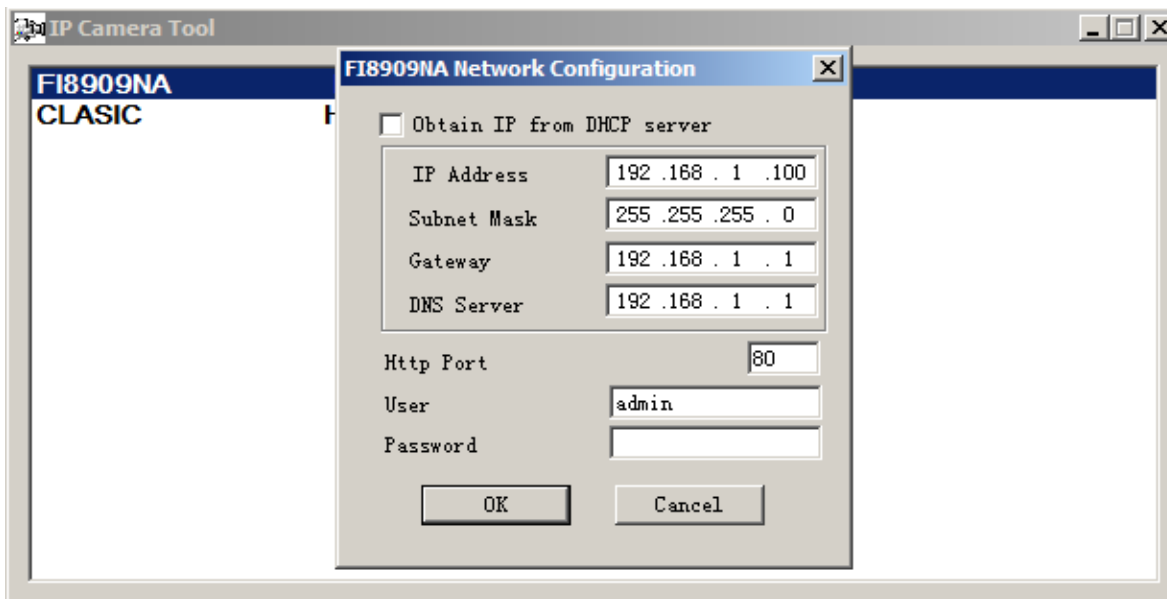 IP Camera Tool
FI8909NA Network Configuration
FI8909NA
CLASIC H
Obtain IP from DHCP server
IP Address 192 .168 . 1 .100
Subnet Mask 255 .255 .255 . 0
Gateway 192 .168 . 1 . 1
DNS Server 192 .168 . 1 . 1
Http Port 80
User admin
Password
OK Cancel